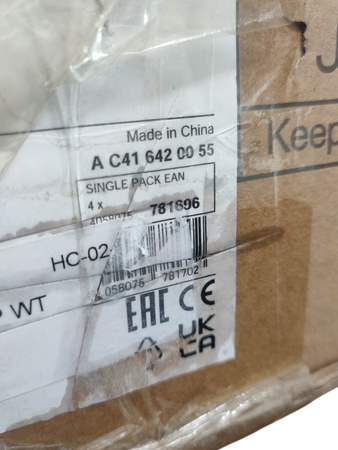 Made in China
A C41 642 00 55
SINGLE PACK EAN
4 x
4058075 781696
Keep
HC-02
058075 781702
WT
EAC CE
UK
CA